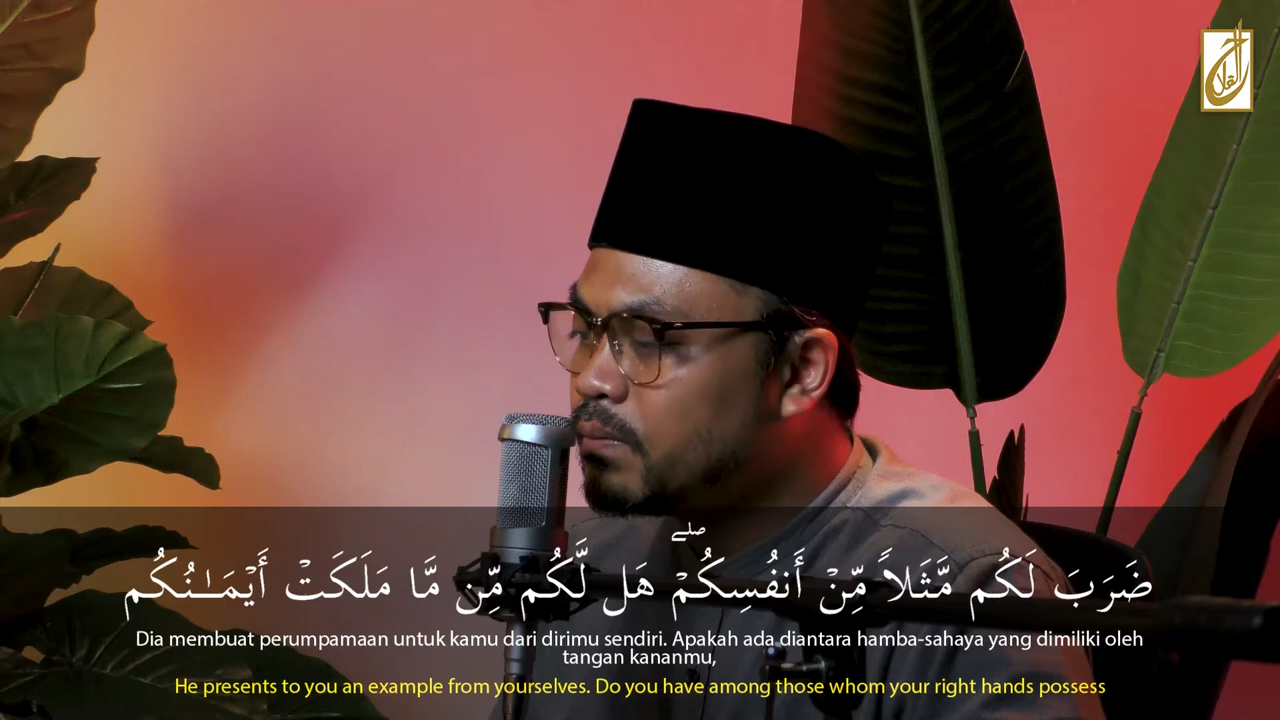 ضَرَبَ لَكُم مَّثَلاً مِّنْ أَنفُسِكُمْ ۖ هَل لَّكُم مِّن مَّا مَلَكَتْ أَيْمَـٰنُكُم
Dia membuat perumpamaan untuk kamu dari dirimu sendiri. Apakah ada diantara hamba-sahaya yang dimiliki oleh
tangan kananmu,
He presents to you an example from yourselves. Do you have among those whom your right hands possess